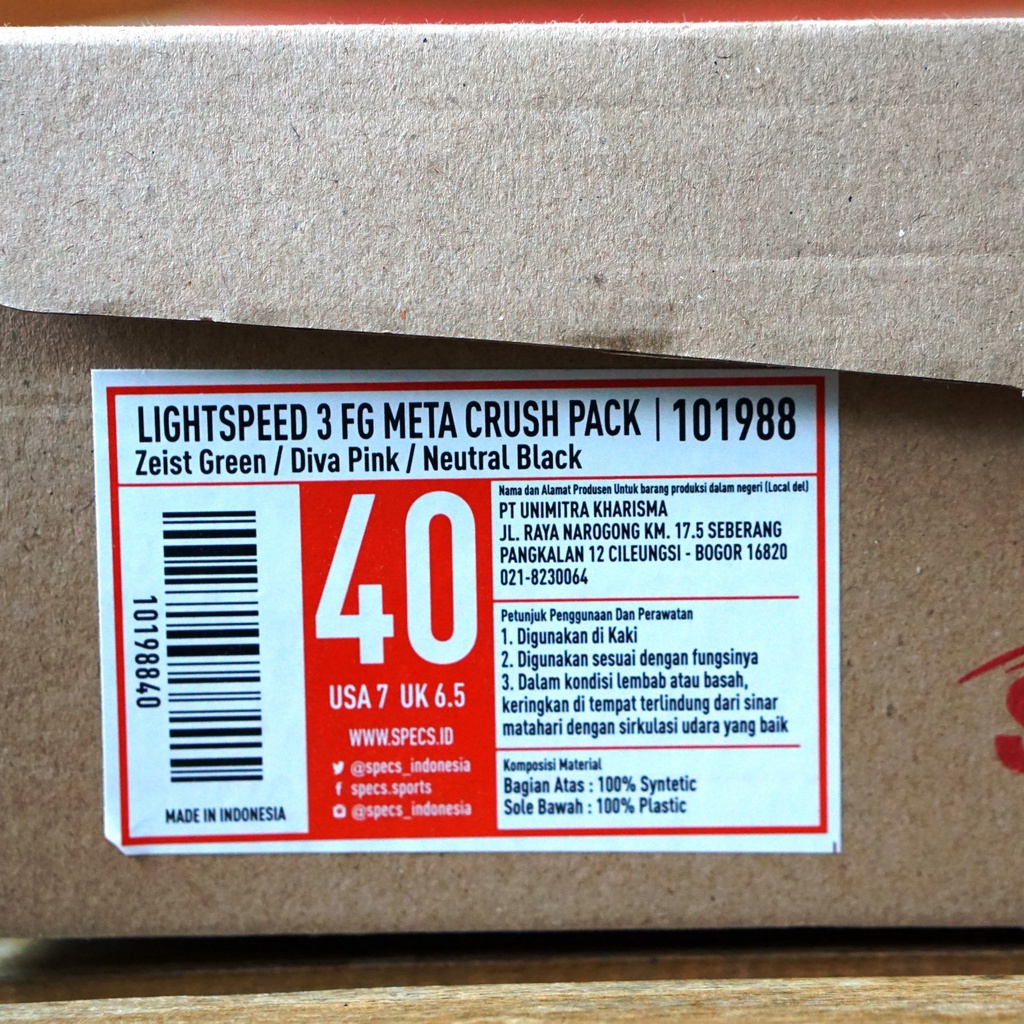 LIGHTSPEED 3 FG META CRUSH PACK | 101988
Zeist Green / Diva Pink / Neutral Black
10198840
MADE IN INDONESIA
40
USA 7 UK 6.5
WWW.SPECS.ID
@specs_indonesia
specs.sports
@specs_indonesia
Nama dan Alamat Produsen Untuk barang produksi dalam negeri (Local del)
PT UNIMITRA KHARISMA
JL. RAYA NAROGONG KM. 17.5 SEBERANG
PANGKALAN 12 CILEUNGSI - BOGOR 16820
021-8230064
Petunjuk Penggunaan Dan Perawatan
1. Digunakan di Kaki
2. Digunakan sesuai dengan fungsinya
3. Dalam kondisi lembab atau basah,
keringkan di tempat terlindung dari sinar
matahari dengan sirkulasi udara yang baik
Komposisi Material
Bagian Atas : 100% Syntetic
Sole Bawah : 100% Plastic